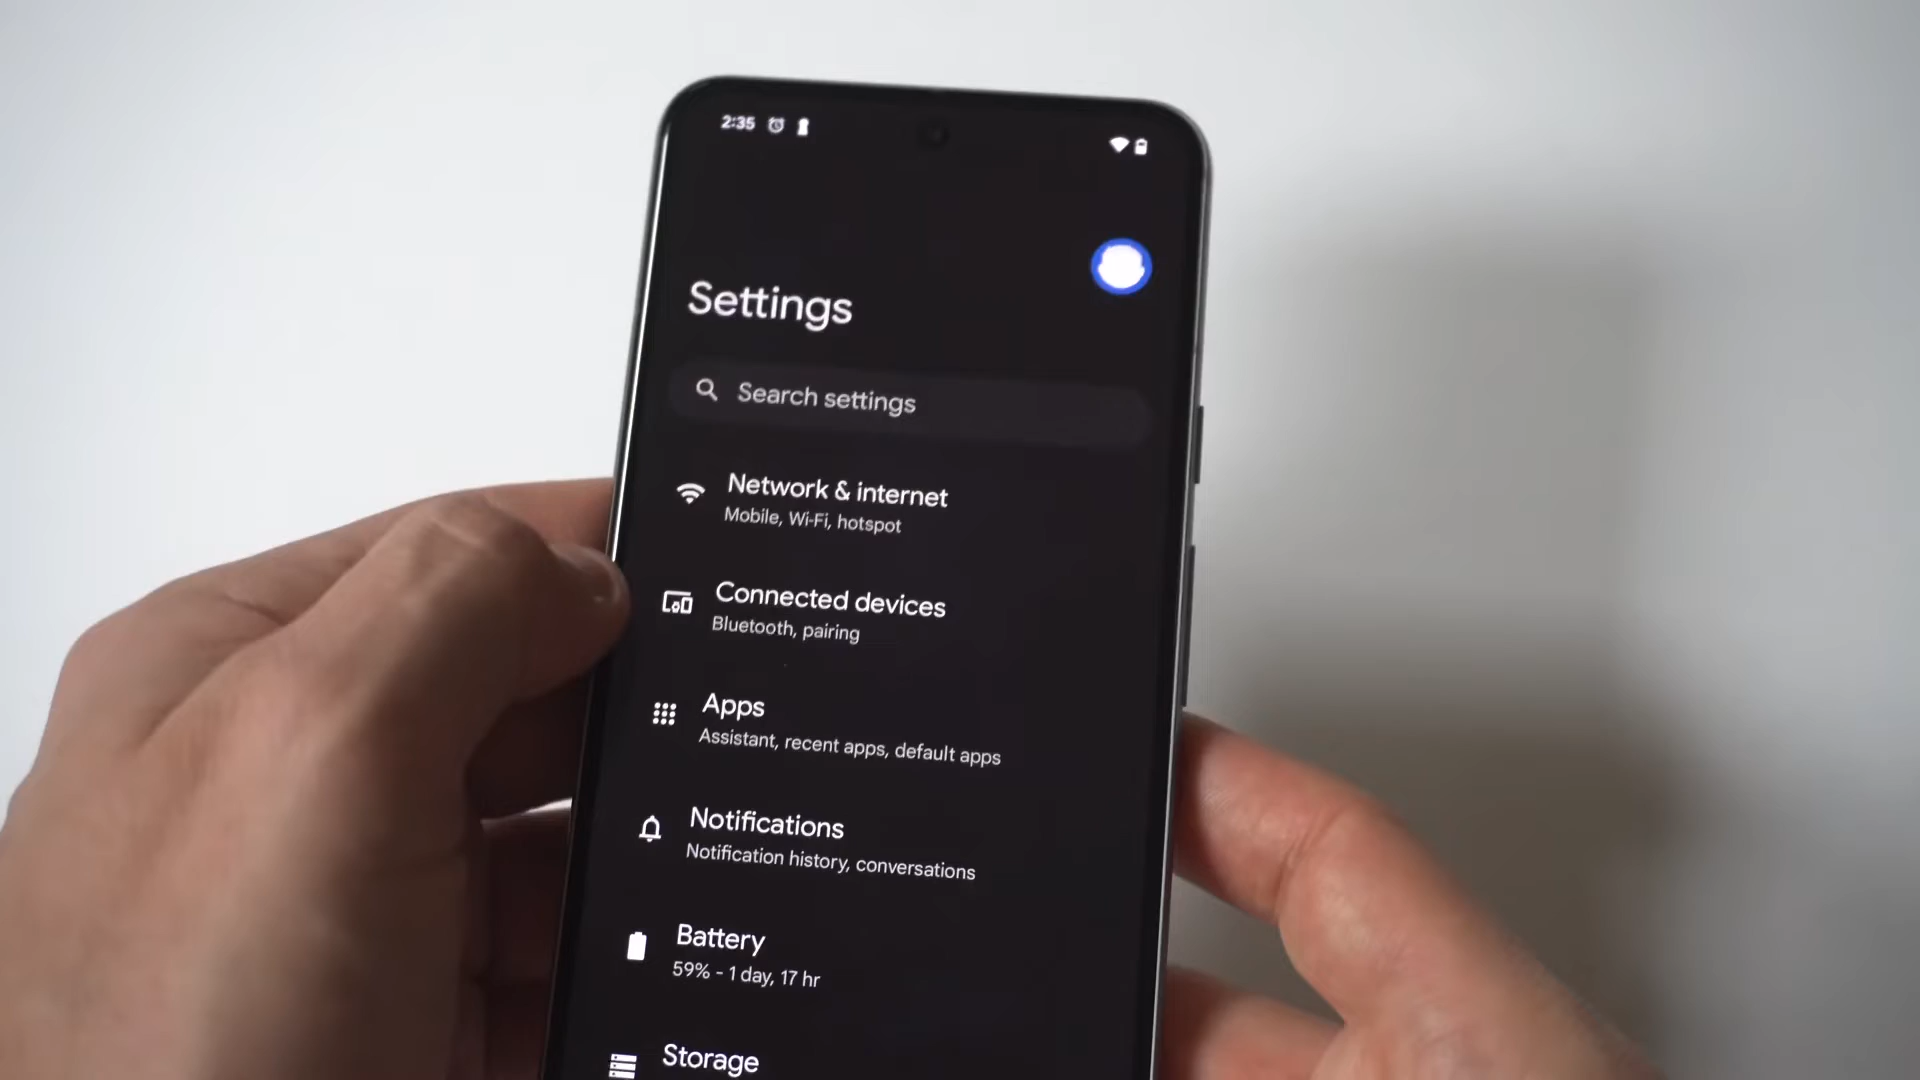 2:35
Settings
Search settings
Network & internet
Mobile, Wi-Fi, hotspot
Connected devices
Bluetooth, pairing
Apps
Assistant, recent apps, default apps
Notifications
Notification history, conversations
Battery
59% - 1 day, 17 hr
Storage